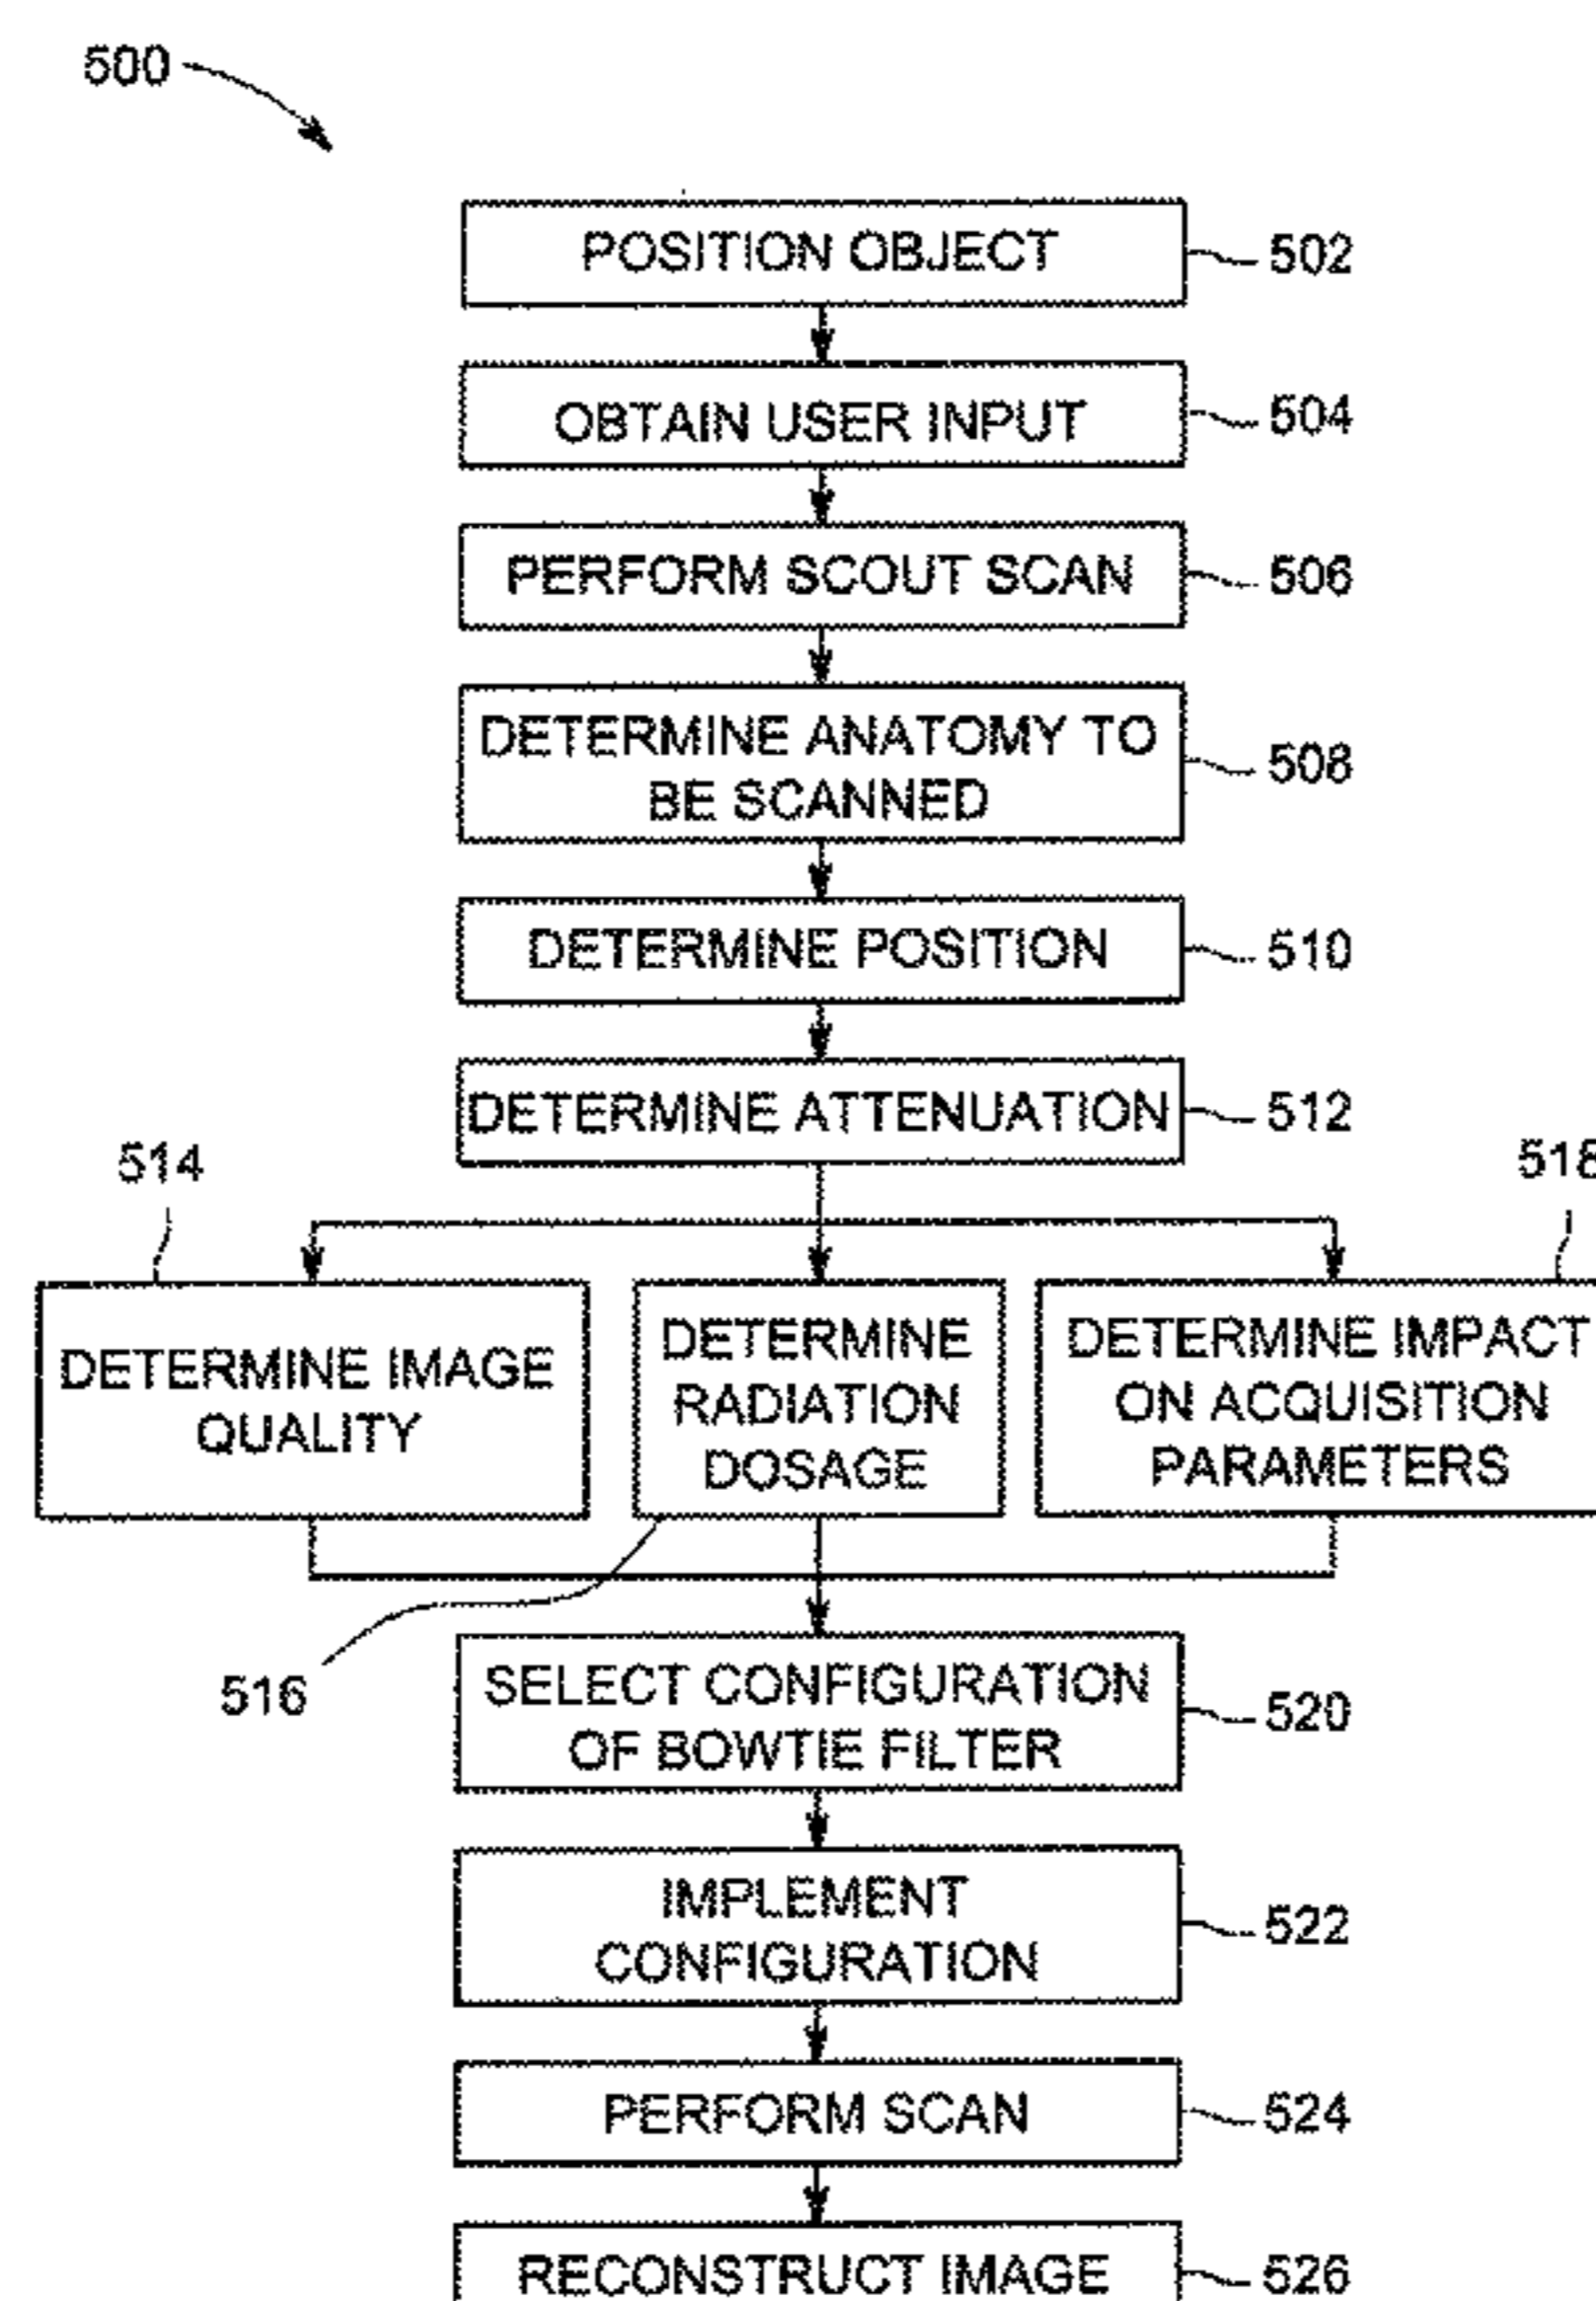 500
POSITION OBJECT
502
OBTAIN USER INPUT
504
PERFORM SCOUT SCAN
506
DETERMINE ANATOMY TO
BE SCANNED
508
DETERMINE POSITION
510
DETERMINE ATTENUATION
512
514
518
DETERMINE IMAGE
QUALITY
DETERMINE
RADIATION
DOSAGE
DETERMINE IMPACT
ON ACQUISITION
PARAMETERS
516
SELECT CONFIGURATION
OF BOWTIE FILTER
520
IMPLEMENT
CONFIGURATION
522
PERFORM SCAN
524
RECONSTRUCT IMAGE
526